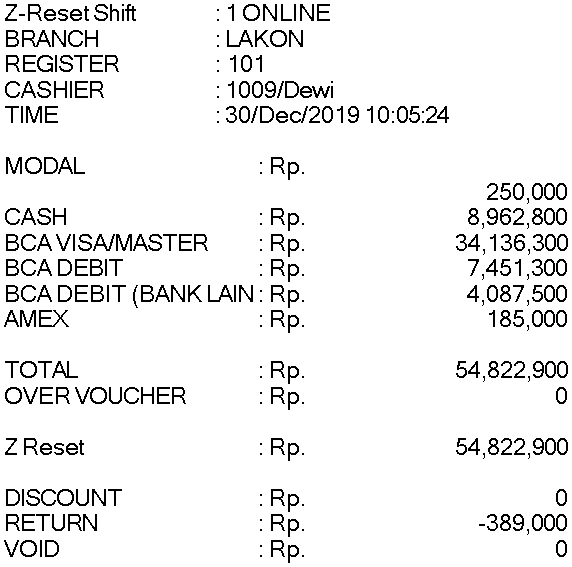 Z-Reset Shift : 1 ONLINE
BRANCH : LAKON
REGISTER : 101
CASHIER : 1009/Dewi
TIME : 30/Dec/2019 10:05:24
MODAL : Rp.
250,000
CASH : Rp. 8,962,800
BCA VISA/MASTER : Rp. 34,136,300
BCA DEBIT : Rp. 7,451,300
BCA DEBIT (BANK LAIN : Rp. 4,087,500
AMEX : Rp. 185,000
TOTAL : Rp. 54,822,900
OVER VOUCHER : Rp. 0
Z Reset : Rp. 54,822,900
DISCOUNT : Rp. 0
RETURN : Rp. -389,000
VOID : Rp. 0